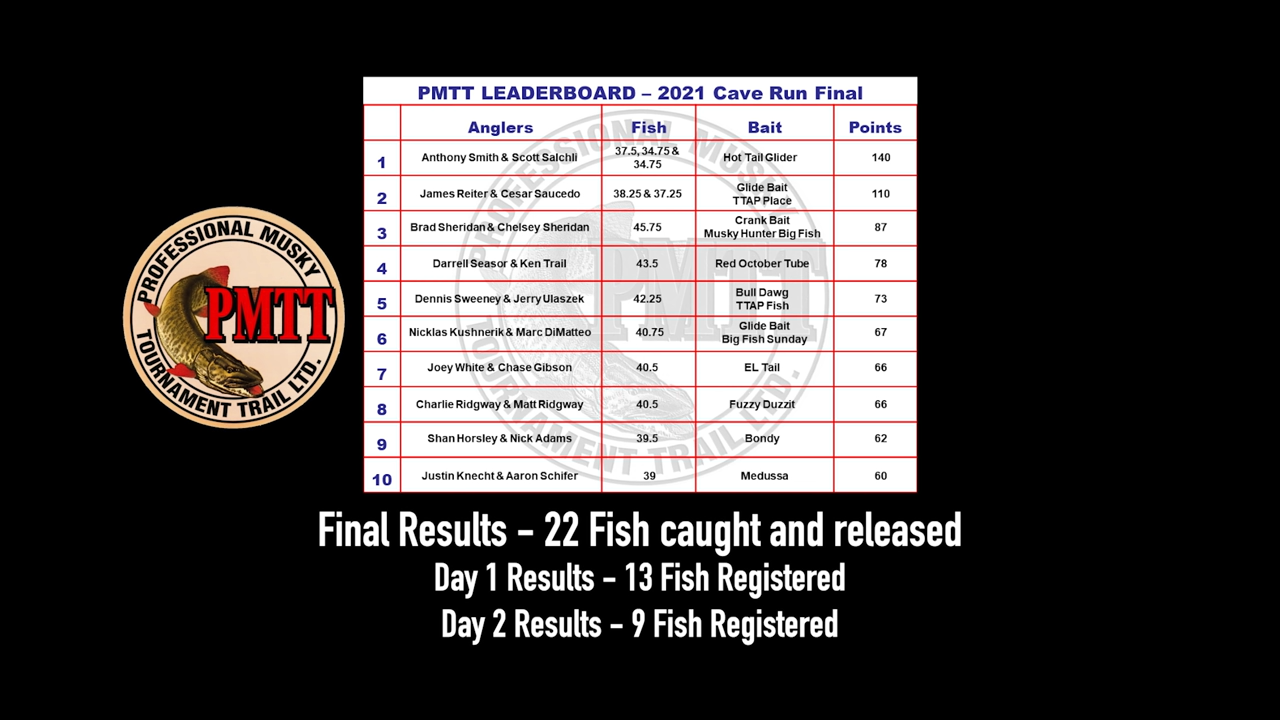 PMTT LEADERBOARD – 2021 Cave Run Final
Anglers Fish Bait Points
1 Anthony Smith & Scott Salchli 37.5, 34.75 & 34.75 Hot Tail Glider 140
2 James Reiter & Cesar Saucedo 38.25 & 37.25 Glide Bait TTAP Place 110
3 Brad Sheridan & Chelsey Sheridan 45.75 Crank Bait Musky Hunter Big Fish 87
4 Darrell Seasor & Ken Trail 43.5 Red October Tube 78
5 Dennis Sweeney & Jerry Ulaszek 42.25 Bull Dawg TTAP Fish 73
6 Nicklas Kushnerik & Marc DiMatteo 40.75 Glide Bait Big Fish Sunday 67
7 Joey White & Chase Gibson 40.5 EL Tail 66
8 Charlie Ridgway & Matt Ridgway 40.5 Fuzzy Duzzit 66
9 Shan Horsley & Nick Adams 39.5 Bondy 62
10 Justin Knecht & Aaron Schifer 39 Medussa 60
PROFESSIONAL MUSKY
PMTT
TOURNAMENT TRAIL LTD.
PROFESSIONAL MUSKY
PMTT
TOURNAMENT TRAIL LTD.
Final Results – 22 Fish caught and released
Day 1 Results – 13 Fish Registered
Day 2 Results – 9 Fish Registered